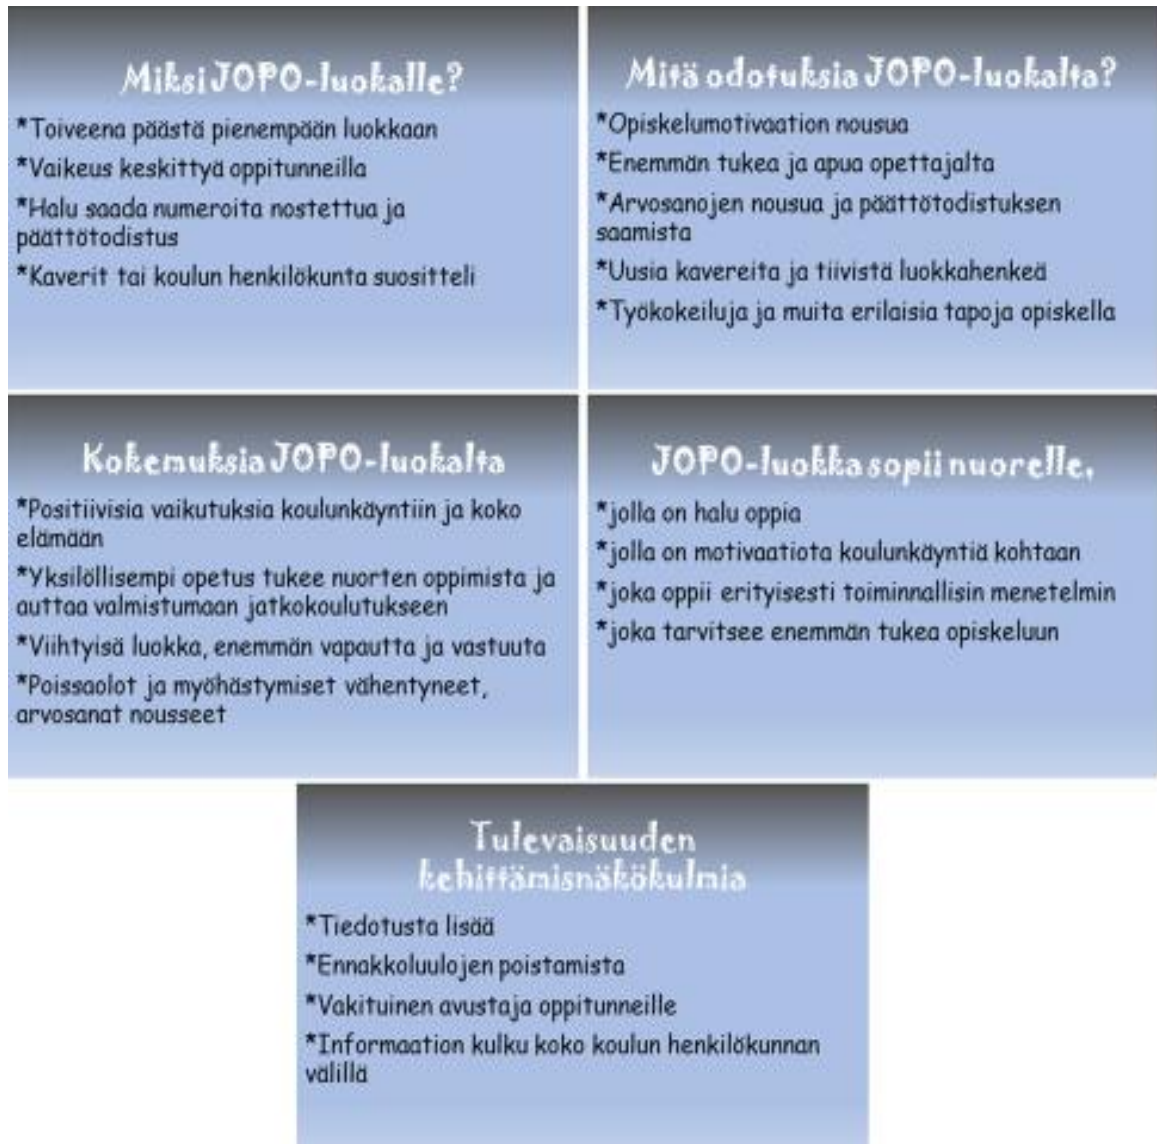 Miksi JOPO-luokalle?
*Toiveena päästä pienempään luokkaan
*Vaikeus keskittyä oppitunneilla
*Halu saada numeroita nostettua ja
päättötodistus
*Kaverit tai koulun henkilökunta suositteli
Mitä odotuksia JOPO-luokalta?
*Opiskelumotivaation nousua
*Enemmän tukea ja apua opettajalta
*Arvosanojen nousua ja päättötodistuksen
saamista
*Uusia kavereita ja tiivistä luokkahenkeä
*Työkokeiluja ja muita erilaisia tapoja opiskella
Kokemuksia JOPO-luokalta
*Positiivisia vaikutuksia koulunkäyntiin ja koko
elämään
*Yksilöllisempi opetus tukee nuorten oppimista ja
auttaa valmistumaan jatkokoulutukseen
*Viihtyisä luokka, enemmän vapautta ja vastuuta
*Poissaolot ja myöhästymiset vähentyneet,
arvosanat nousseet
JOPO-luokka sopii nuorelle,
*jolla on halu oppia
*jolla on motivaatiota koulunkäyntiä kohtaan
*joka oppii erityisesti toiminnallisin menetelmin
*joka tarvitsee enemmän tukea opiskeluun
Tulevaisuuden
kehittämisnäkökulmia
*Tiedotusta lisää
*Ennakkoluulojen poistamista
*Vakituinen avustaja oppitunneille
*Informaation kulku koko koulun henkilökunnan
välillä